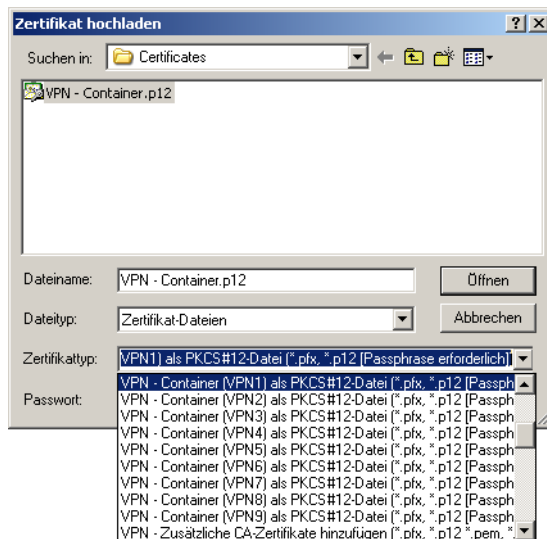 Zertifikat hochladen
Suchen in: Certificates
VPN - Container.p12
Dateiname: VPN - Container.p12 Öffnen
Dateityp: Zertifikat-Dateien Abbrechen
Zertifikattyp: VPN1) als PKCS#12-Datei (*.pfx, *.p12 [Passphrase erforderlich]
Passwort:
VPN - Container (VPN1) als PKCS#12-Datei (*.pfx, *.p12 [Passph
VPN - Container (VPN2) als PKCS#12-Datei (*.pfx, *.p12 [Passph
VPN - Container (VPN3) als PKCS#12-Datei (*.pfx, *.p12 [Passph
VPN - Container (VPN4) als PKCS#12-Datei (*.pfx, *.p12 [Passph
VPN - Container (VPN5) als PKCS#12-Datei (*.pfx, *.p12 [Passph
VPN - Container (VPN6) als PKCS#12-Datei (*.pfx, *.p12 [Passph
VPN - Container (VPN7) als PKCS#12-Datei (*.pfx, *.p12 [Passph
VPN - Container (VPN8) als PKCS#12-Datei (*.pfx, *.p12 [Passph
VPN - Container (VPN9) als PKCS#12-Datei (*.pfx, *.p12 [Passph
VPN - Zusätzliche CA-Zertifikate hinzufügen (*.pfx, *.p12 *.pem, *.